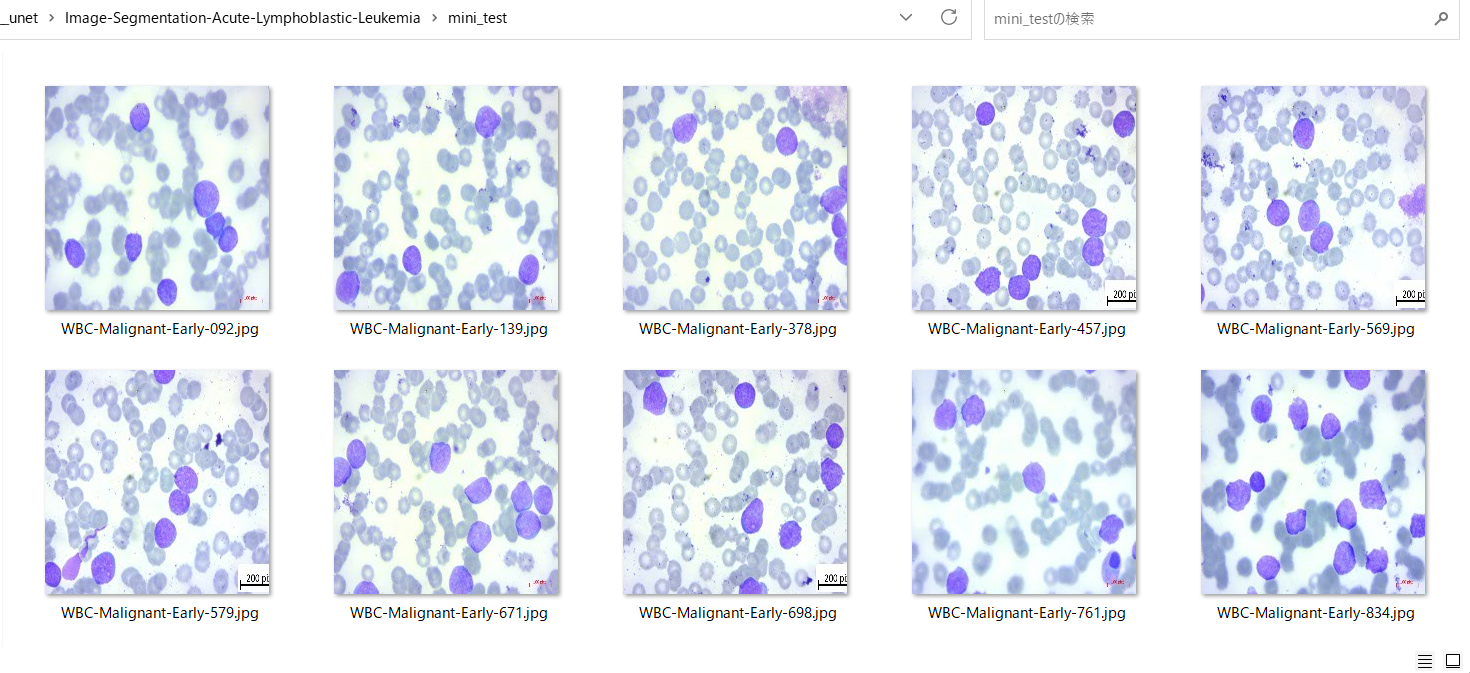 _unet > Image-Segmentation-Acute-Lymphoblastic-Leukemia > mini_test
mini_testの検索
WBC-Malignant-Early-092.jpg
WBC-Malignant-Early-139.jpg
WBC-Malignant-Early-378.jpg
200 pi
WBC-Malignant-Early-457.jpg
200 pi
WBC-Malignant-Early-569.jpg
200 pi
WBC-Malignant-Early-579.jpg
WBC-Malignant-Early-671.jpg
200 pi
WBC-Malignant-Early-698.jpg
WBC-Malignant-Early-761.jpg
WBC-Malignant-Early-834.jpg